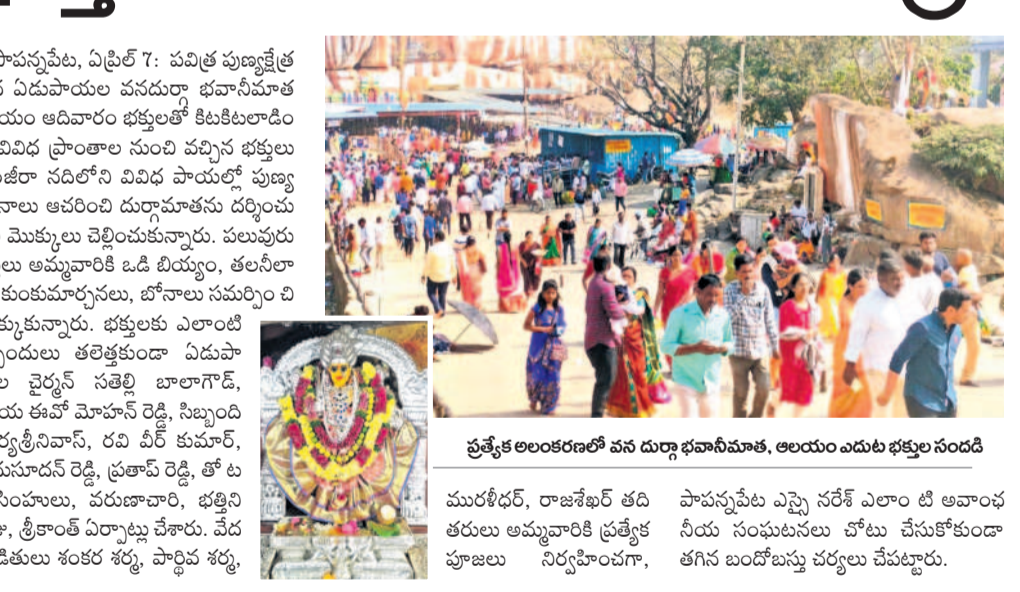 పాపన్నపేట, ఏప్రిల్ 7: పవిత్ర పుణ్యక్షేత్ర
ఏడుపాయల వనదుర్గా భవానీమాత
యం ఆదివారం భక్తులతో కిటకిటలాడిం
వివిధ ప్రాంతాల నుంచి వచ్చిన భక్తులు
జీరా నదిలోని వివిధ పాయల్లో పుణ్య
నాలు ఆచరించి దుర్గామాతను దర్శించు
మొక్కులు చెల్లించుకున్నారు. పలువురు
లు అమ్మవారికి ఒడి బియ్యం, తలనీలా
కుంకుమార్చనలు, బోనాలు సమర్పిం చి
క్కుకున్నారు. భక్తులకు ఎలాంటి
బ్బందులు తలెత్తకుండా ఏడుపా
ల చైర్మన్ సతెల్లి బాలాగౌడ్,
య ఈవో మోహన్ రెడ్డి, సిబ్బంది
ర్యశ్రీనివాస్, రవి వీర్ కుమార్,
ుసూదన్ రెడ్డి, ప్రతాప్ రెడ్డి, తో ట
సింహులు, వరుణాచారి, భత్తిని
శ్రీకాంత్ ఏర్పాట్లు చేశారు. వేద
డితులు శంకర శర్మ, పార్థివ శర్మ,
ప్రత్యేక అలంకరణలో వన దుర్గా భవానీమాత, ఆలయం ఎదుట భక్తుల సందడి
మురళీధర్, రాజశేఖర్ తది
తరులు అమ్మవారికి ప్రత్యేక
పూజలు నిర్వహించగా,
పాపన్నపేట ఎస్సై నరేశ్ ఎలాం టి అవాంఛ
నీయ సంఘటనలు చోటు చేసుకోకుండా
తగిన బందోబస్తు చర్యలు చేపట్టారు.